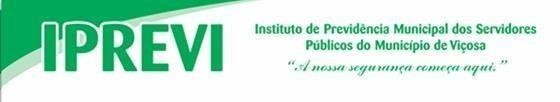 IPREVI
Instituto de Previdência Municipal dos Servidores
Públicos do Município de Viçosa
"A nossa segurança começa aqui."